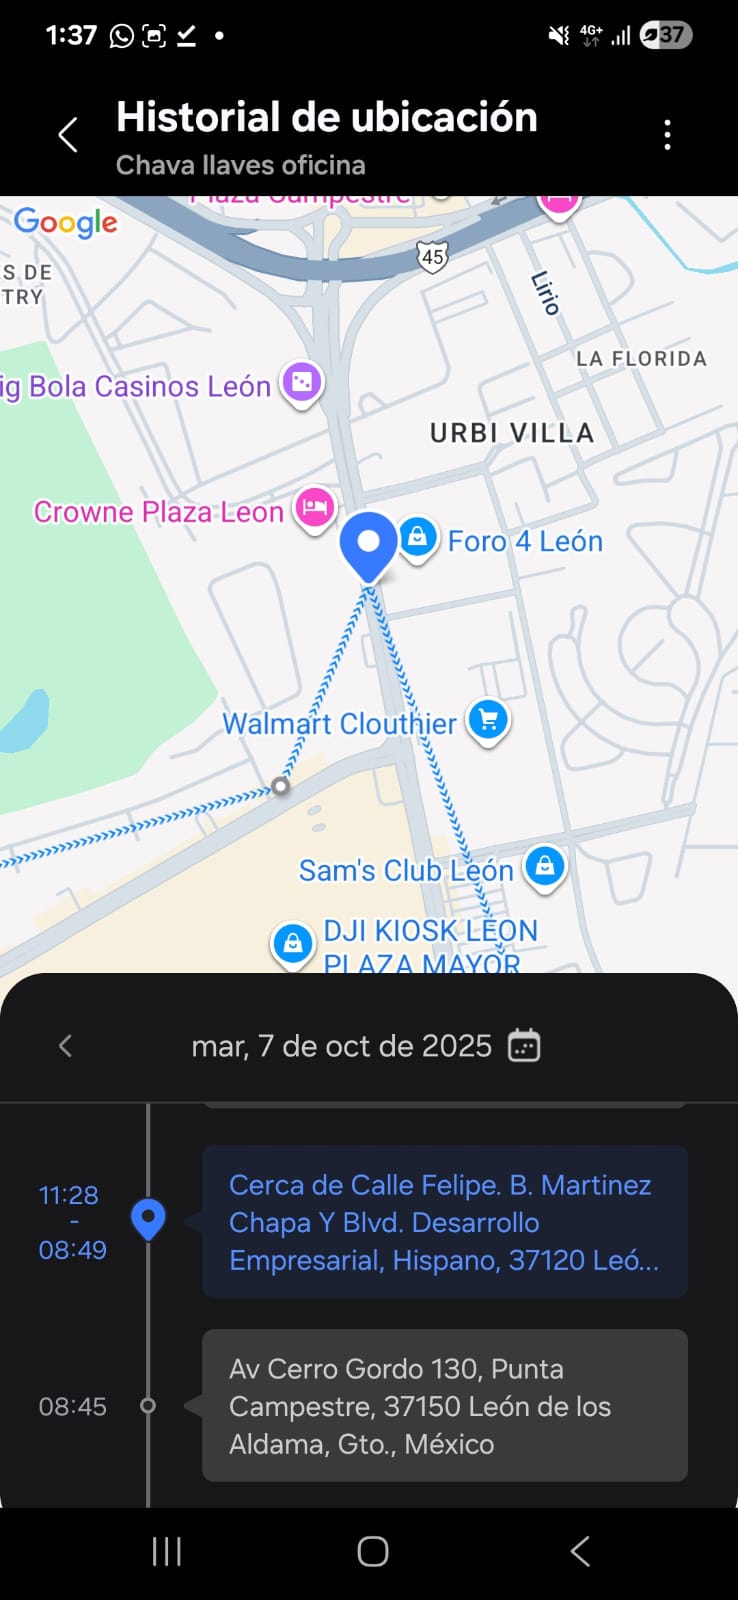 1:37
4G+
37
Historial de ubicación
Chava llaves oficina
Plaza Campestre
Google
45
S DE
TRY
Lirio
LA FLORIDA
ig Bola Casinos León
URBI VILLA
Crowne Plaza Leon
Foro 4 León
Walmart Clouthier
Sam's Club León
DJI KIOSK LEON
PLAZA MAYOR
mar, 7 de oct de 2025
11:28
-
08:49
Cerca de Calle Felipe. B. Martinez
Chapa Y Blvd. Desarrollo
Empresarial, Hispano, 37120 Leó...
08:45
Av Cerro Gordo 130, Punta
Campestre, 37150 León de los
Aldama, Gto., México